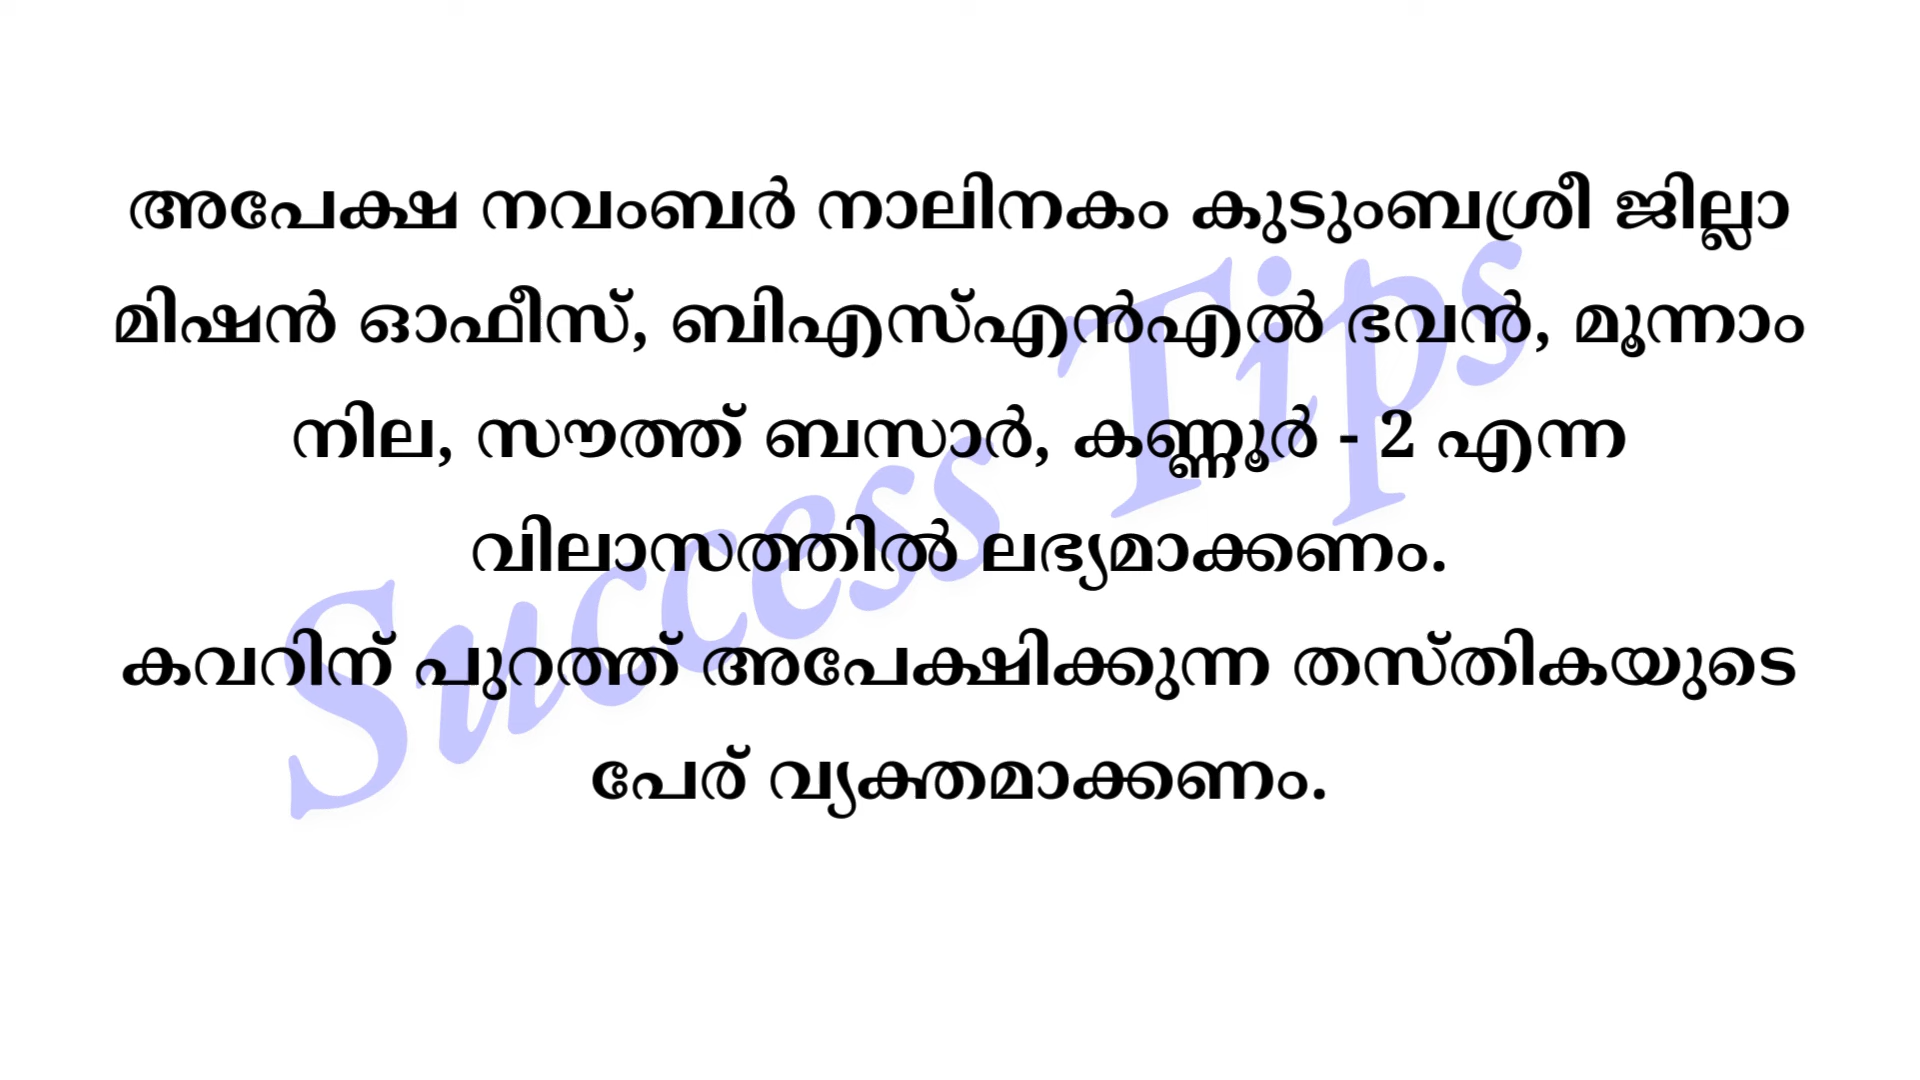 അപേക്ഷ നവംബർ നാലിനകം കുടുംബശ്രീ ജില്ലാ
മിഷൻ ഓഫീസ്, ബിഎസ്എൻഎൽ ഭവൻ, മൂന്നാം
നില, സൗത്ത് ബസാർ, കണ്ണൂർ - 2 എന്ന
വിലാസത്തിൽ ലഭ്യമാക്കണം.
കവറിന് പുറത്ത് അപേക്ഷിക്കുന്ന തസ്തികയുടെ
പേര് വ്യക്തമാക്കണം.
Success Tips